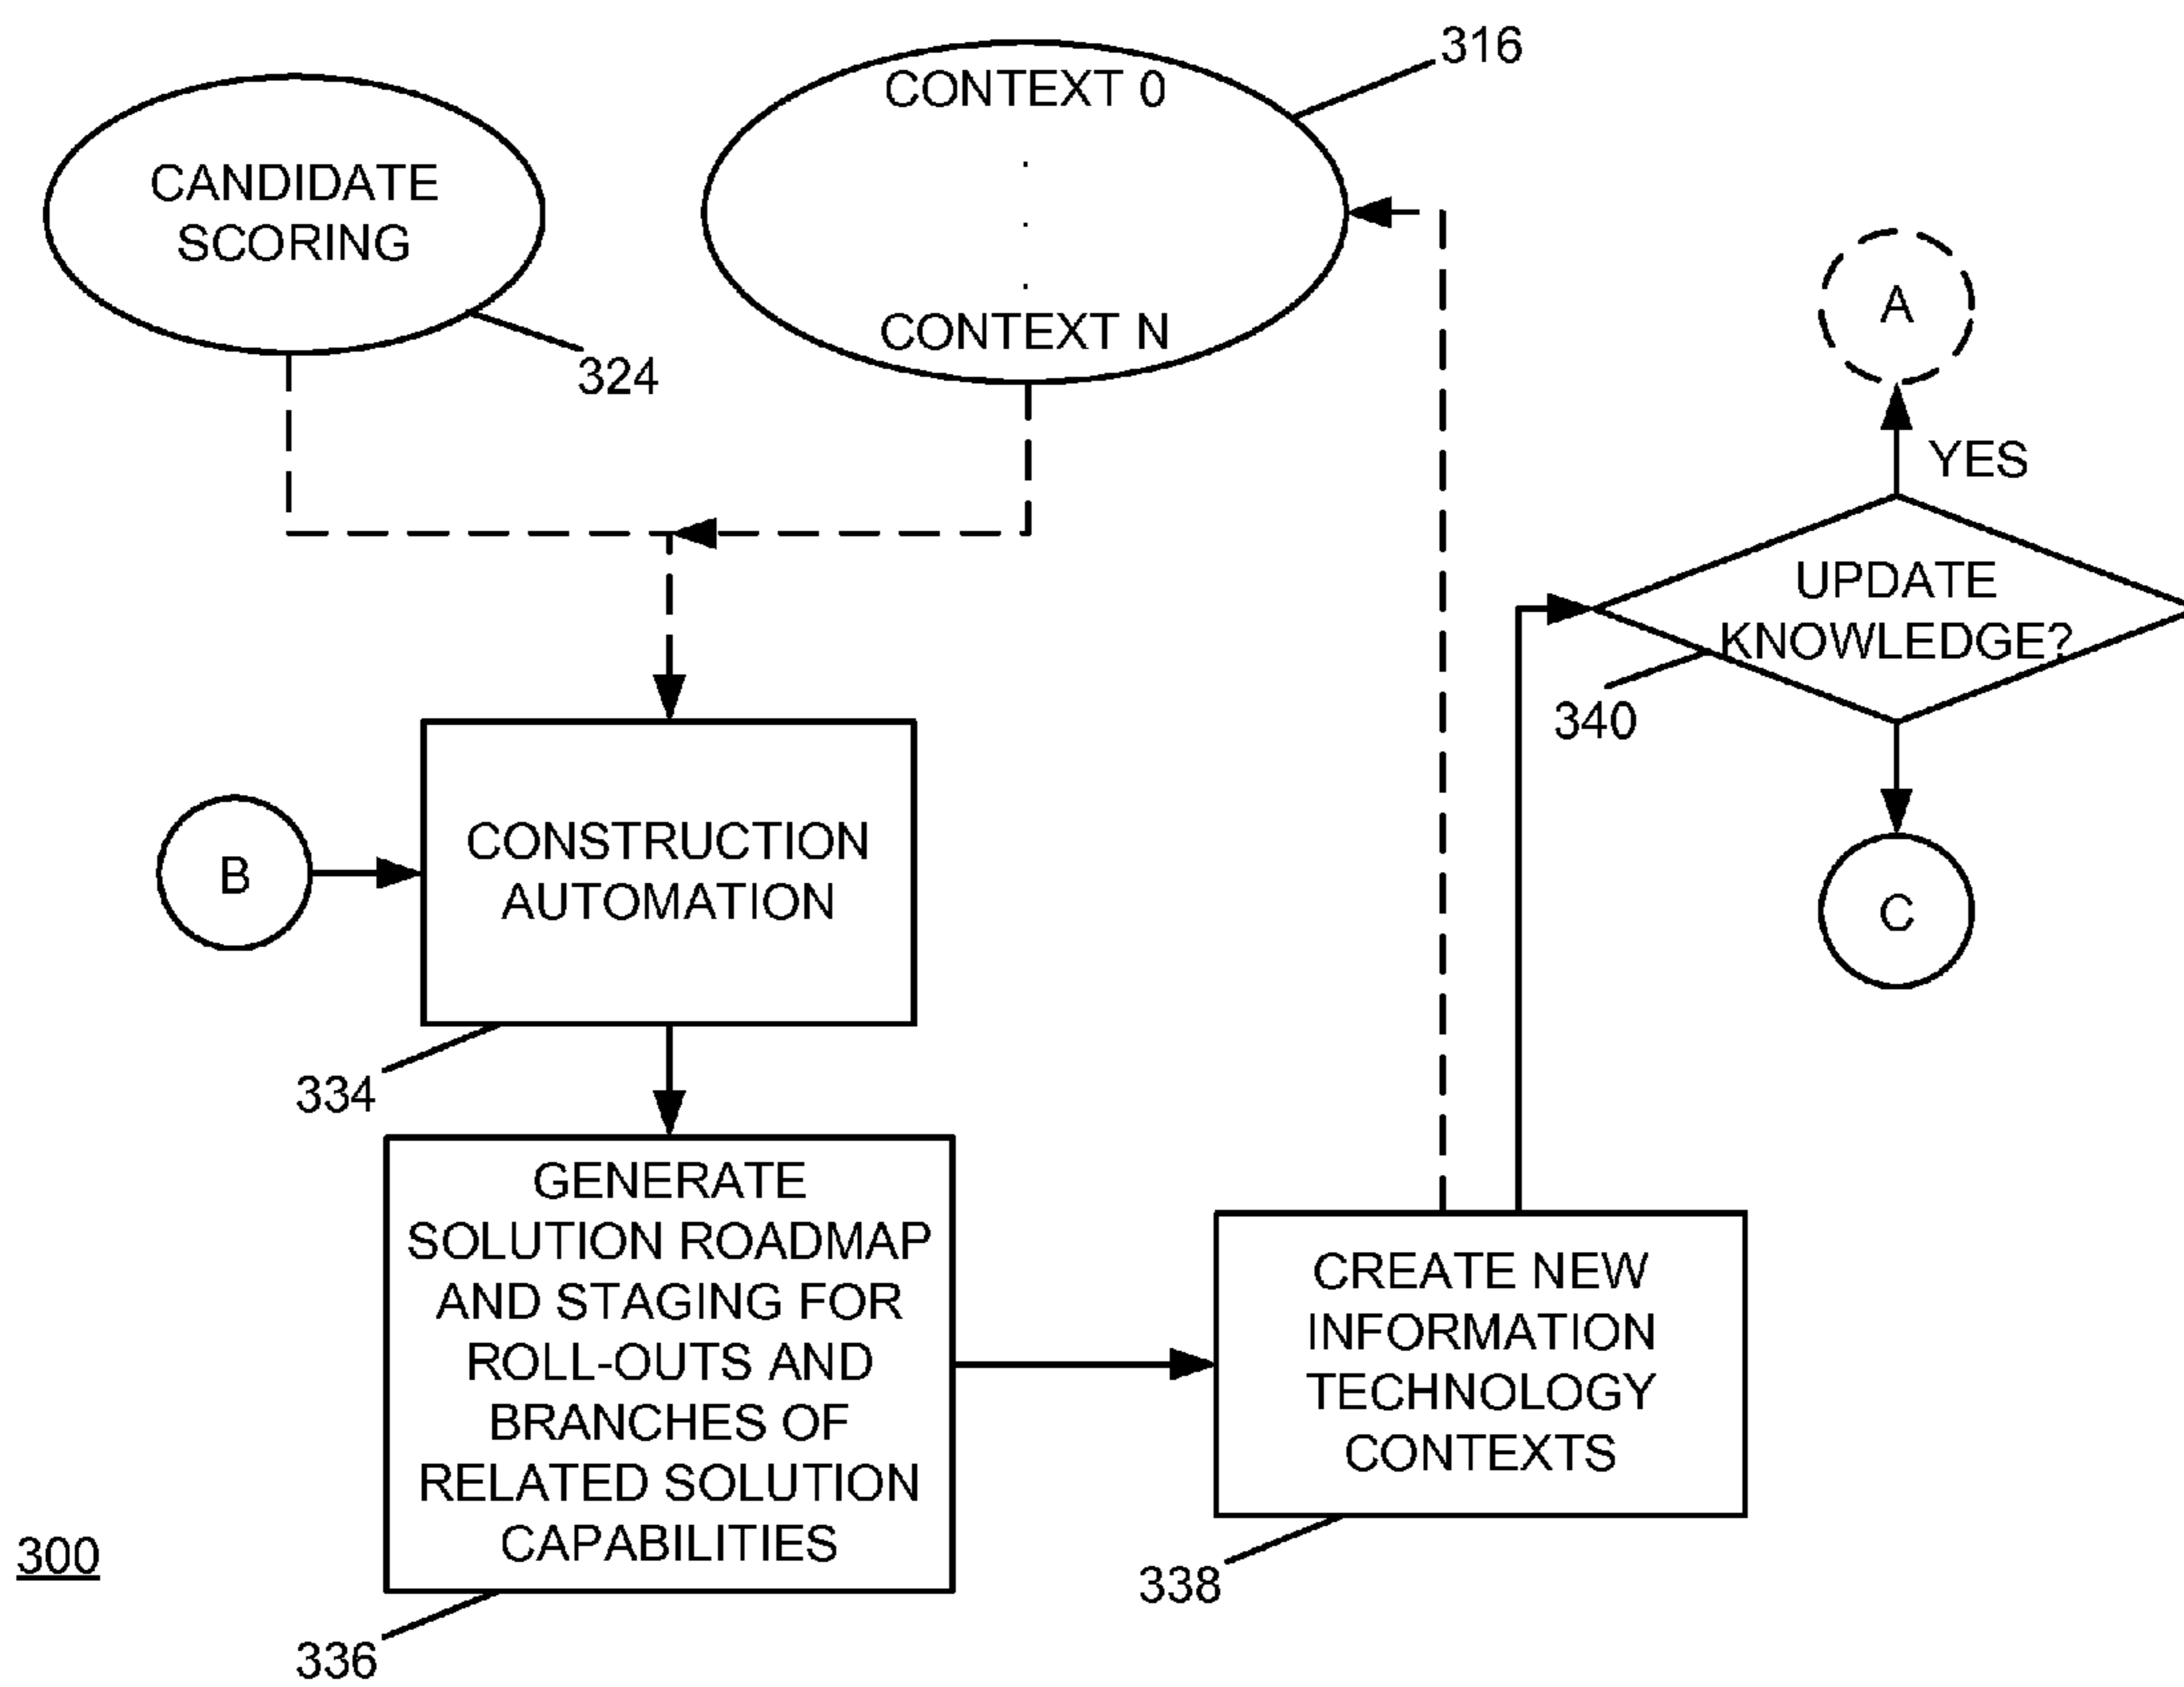 316
CONTEXT 0
.
.
.
CONTEXT N
CANDIDATE
SCORING
324
A
YES
UPDATE
KNOWLEDGE?
340
B
CONSTRUCTION
AUTOMATION
334
C
GENERATE
SOLUTION ROADMAP
AND STAGING FOR
ROLL-OUTS AND
BRANCHES OF
RELATED SOLUTION
CAPABILITIES
336
CREATE NEW
INFORMATION
TECHNOLOGY
CONTEXTS
338
300